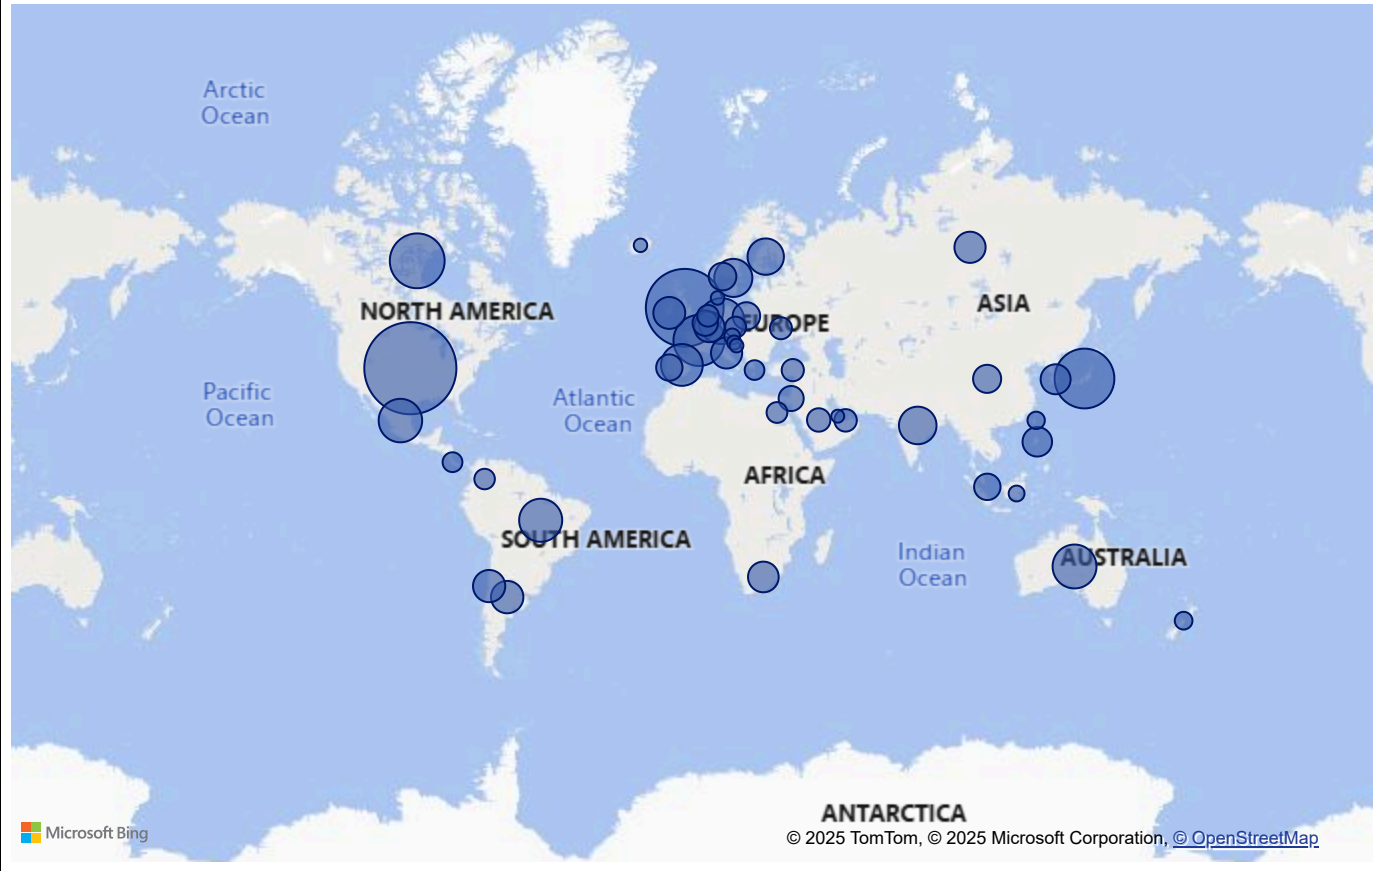 Arctic
Ocean
NORTH AMERICA
ASIA
EUROPE
Pacific
Ocean
Atlantic
Ocean
AFRICA
SOUTH AMERICA
Indian
Ocean
AUSTRALIA
ANTARCTICA
Microsoft Bing
© 2025 TomTom, © 2025 Microsoft Corporation, © OpenStreetMap